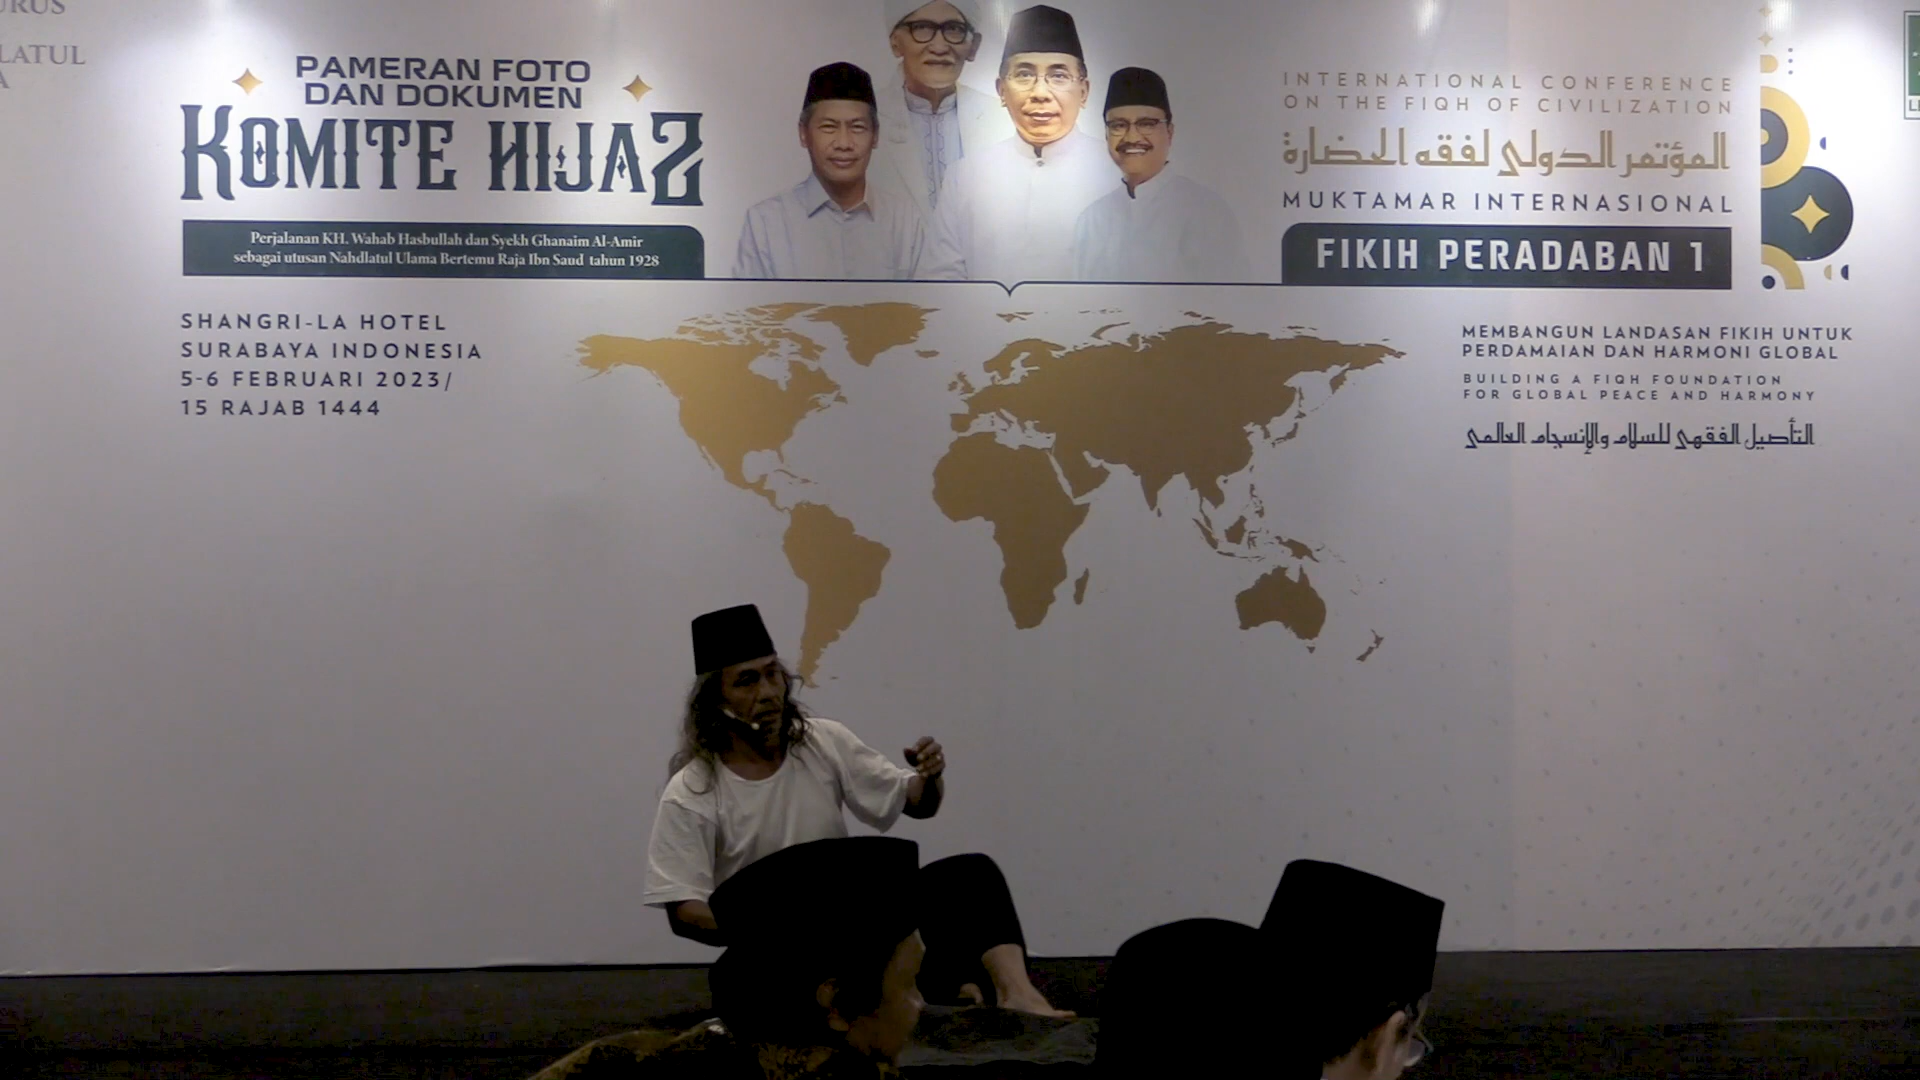 LATUL
PAMERAN FOTO
DAN DOKUMEN
KOMITE HIJAZ
Perjalanan KH. Wahab Hasbullah dan Syekh Ghanaim Al-Amir
sebagai utusan Nahdlatul Ulama Bertemu Raja Ibn Saud tahun 1928
SHANGRI-LA HOTEL
SURABAYA INDONESIA
5-6 FEBRUARI 2023/
15 RAJAB 1444
INTERNATIONAL CONFERENCE
ON THE FIQH OF CIVILIZATION
المؤتمر الدولي لفقه الحضارة
MUKTAMAR INTERNASIONAL
FIKIH PERADABAN 1
MEMBANGUN LANDASAN FIKIH UNTUK
PERDAMAIAN DAN HARMONI GLOBAL
BUILDING A FIQH FOUNDATION
FOR GLOBAL PEACE AND HARMONY
التأصيل الفقهي للسلام والإنسجام العالمي